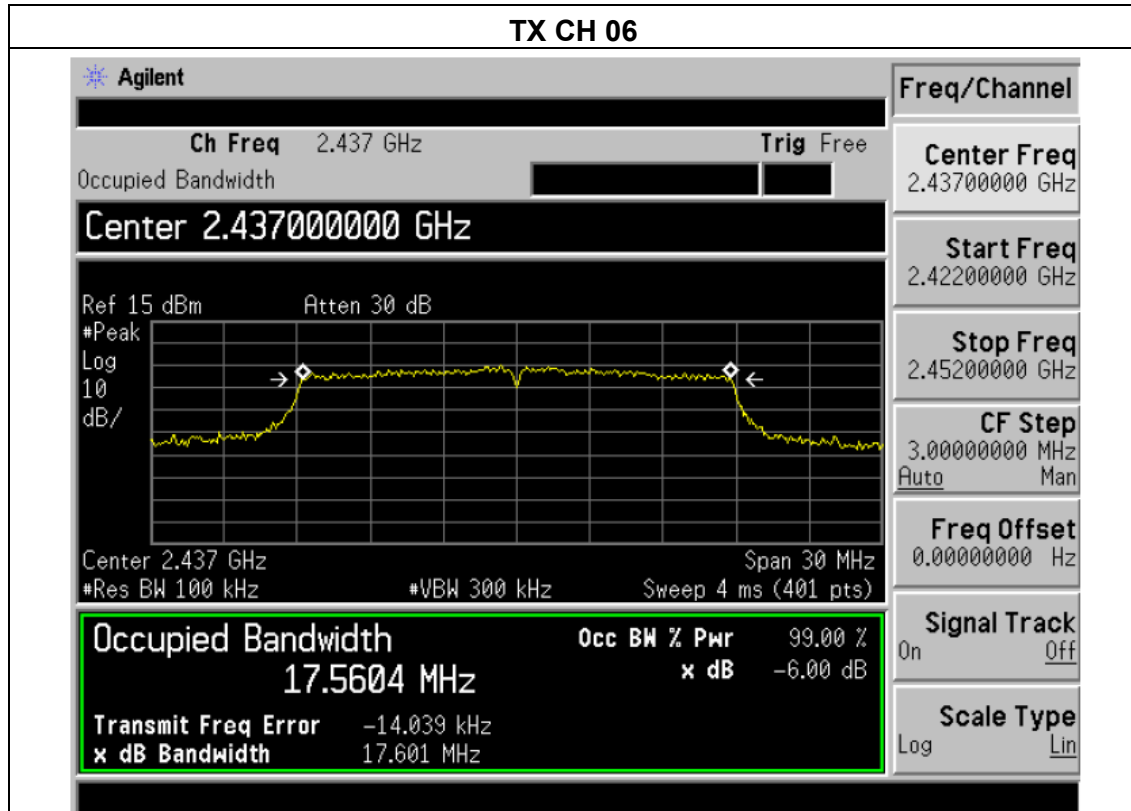 TX CH 06
Agilent
Freq/Channel
Ch Freq 2.437 GHz Trig Free
Occupied Bandwidth
Center 2.437000000 GHz
Ref 15 dBm Atten 30 dB
#Peak
Log
10
dB/
Center 2.437 GHz Span 30 MHz
#Res BW 100 kHz #VBW 300 kHz Sweep 4 ms (401 pts)
Occupied Bandwidth Occ BW % Pwr 99.00 %
17.5604 MHz x dB -6.00 dB
Transmit Freq Error -14.039 kHz
x dB Bandwidth 17.601 MHz
Center Freq
2.43700000 GHz
Start Freq
2.42200000 GHz
Stop Freq
2.45200000 GHz
CF Step
3.00000000 MHz
Auto Man
Freq Offset
0.00000000 Hz
Signal Track
On Off
Scale Type
Log Lin